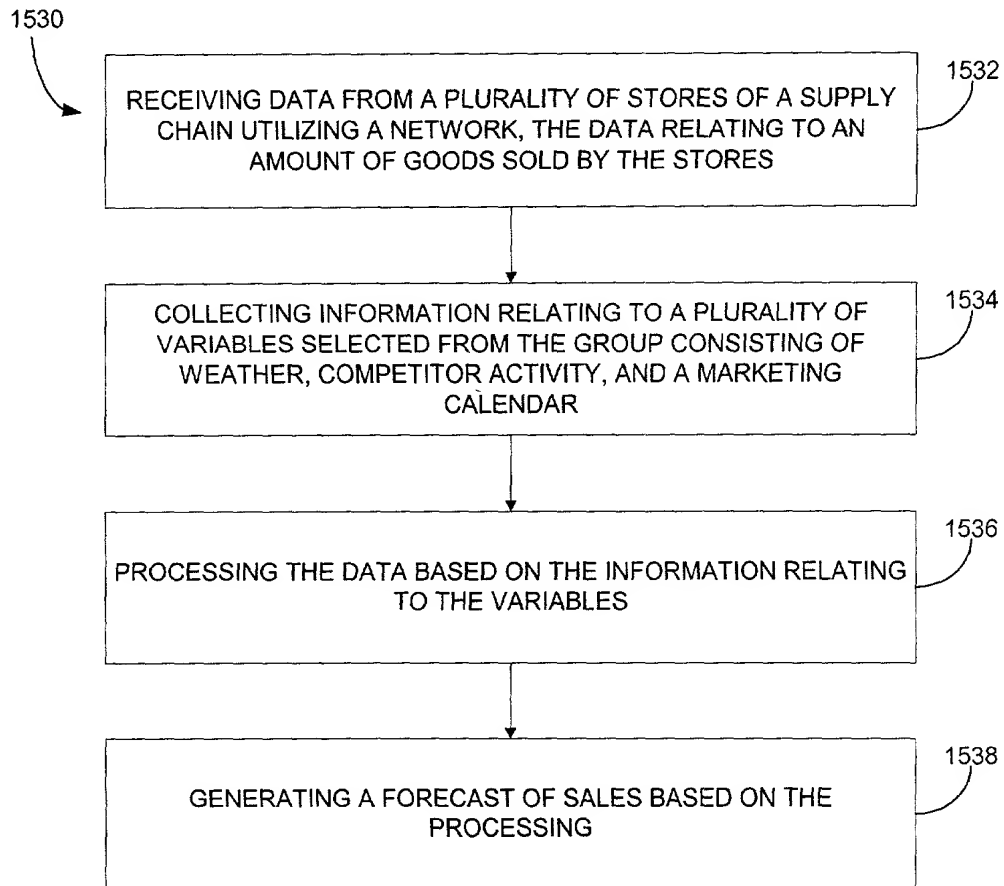 1530
1532
RECEIVING DATA FROM A PLURALITY OF STORES OF A SUPPLY
CHAIN UTILIZING A NETWORK, THE DATA RELATING TO AN
AMOUNT OF GOODS SOLD BY THE STORES
1534
COLLECTING INFORMATION RELATING TO A PLURALITY OF
VARIABLES SELECTED FROM THE GROUP CONSISTING OF
WEATHER, COMPETITOR ACTIVITY, AND A MARKETING
CALENDAR
1536
PROCESSING THE DATA BASED ON THE INFORMATION RELATING
TO THE VARIABLES
1538
GENERATING A FORECAST OF SALES BASED ON THE
PROCESSING